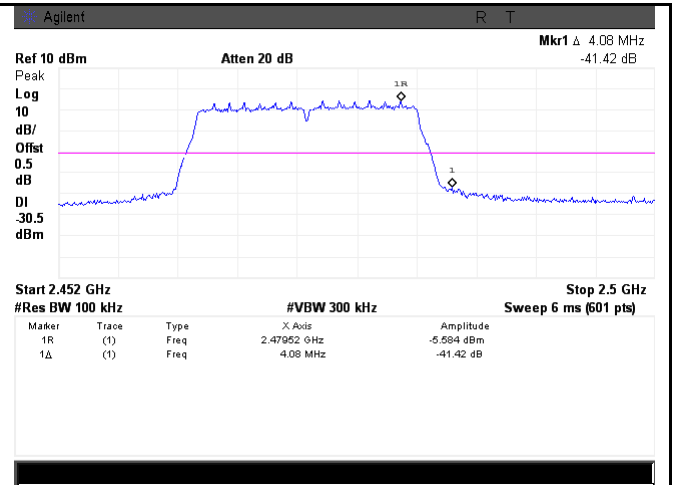 Agilent R T
Mkr1 Δ 4.08 MHz
Ref 10 dBm Atten 20 dB -41.42 dB
Peak
Log
10
dB/
Offst
0.5
dB
DI
-30.5
dBm
1R
1
Start 2.452 GHz Stop 2.5 GHz
#Res BW 100 kHz #VBW 300 kHz Sweep 6 ms (601 pts)
Marker Trace Type X Axis Amplitude
1R (1) Freq 2.47952 GHz -5.584 dBm
1Δ (1) Freq 4.08 MHz -41.42 dB